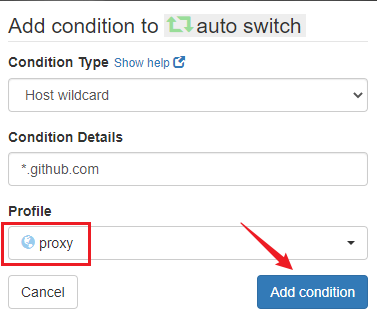 Add condition to auto switch
Condition Type Show help
Host wildcard
Condition Details
*.github.com
Profile
proxy
Cancel Add condition